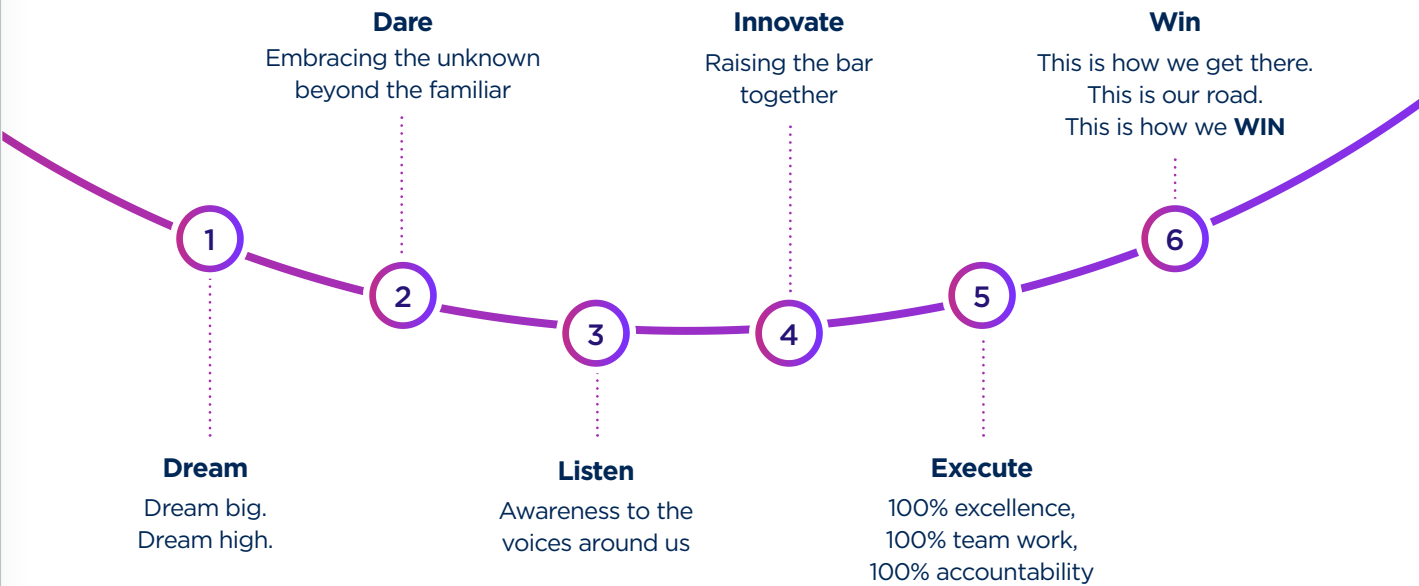 Dare
Embracing the unknown
beyond the familiar
Innovate
Raising the bar
together
Win
This is how we get there.
This is our road.
This is how we WIN
1
2
3
4
5
6
Dream
Dream big.
Dream high.
Listen
Awareness to the
voices around us
Execute
100% excellence,
100% team work,
100% accountability